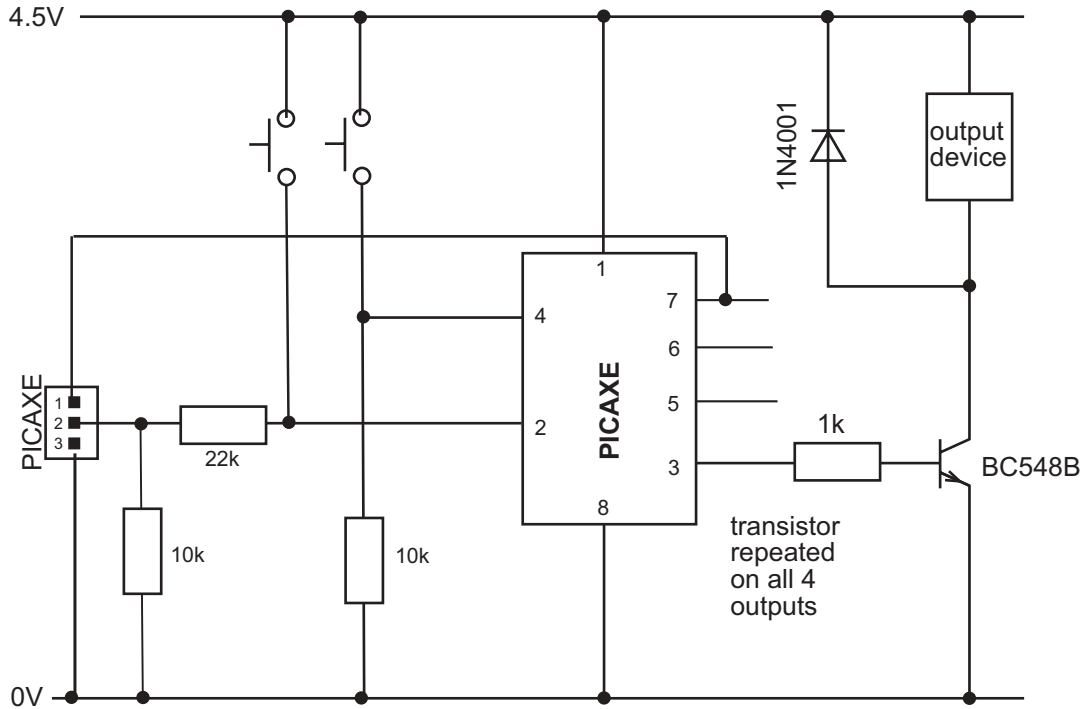 4.5V
1N4001
output
device
1
7
4
6
PICAXE
1
2
3
PICAXE
5
2
22k
1k
3
BC548B
8
10k
10k
transistor
repeated
on all 4
outputs
0V